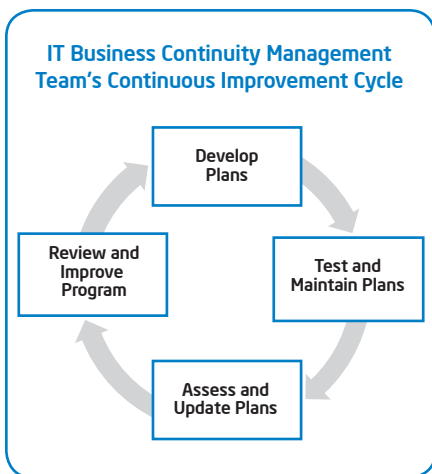 IT Business Continuity Management
Team's Continuous Improvement Cycle
Develop
Plans
Test and
Maintain Plans
Assess and
Update Plans
Review and
Improve
Program